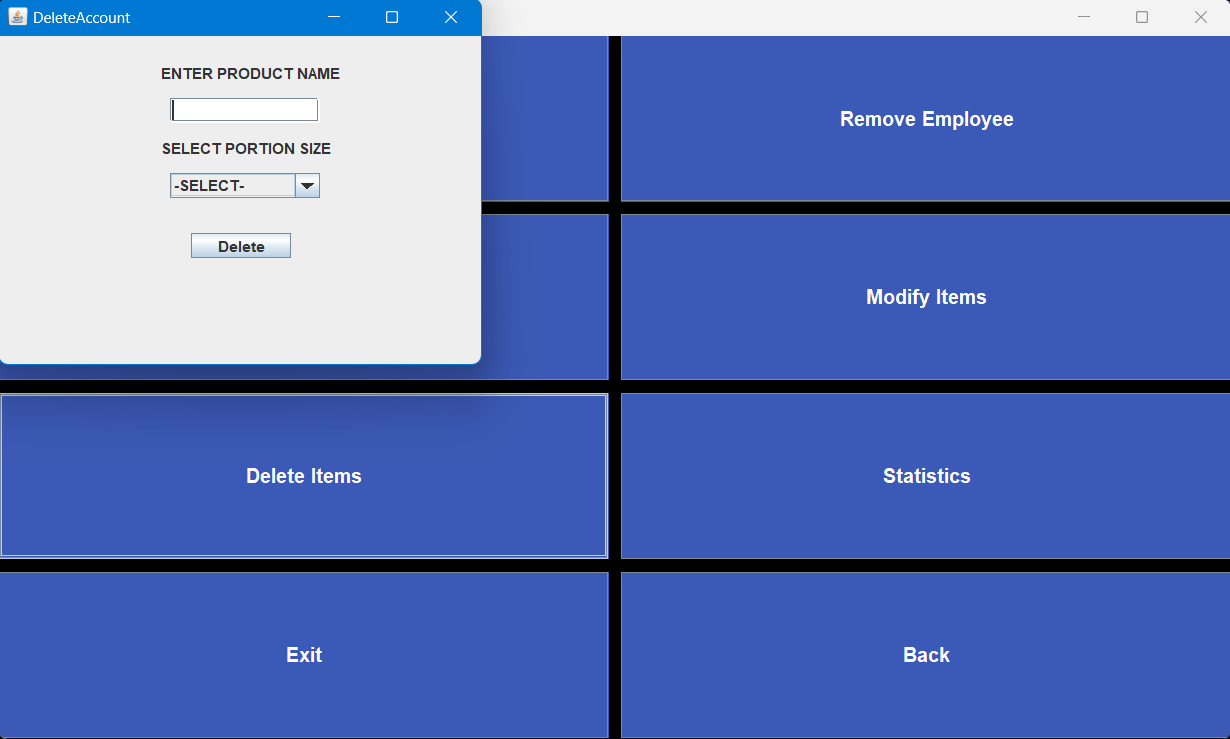 DeleteAccount
ENTER PRODUCT NAME
SELECT PORTION SIZE
-SELECT-
Delete
Remove Employee
Modify Items
Delete Items
Statistics
Exit
Back